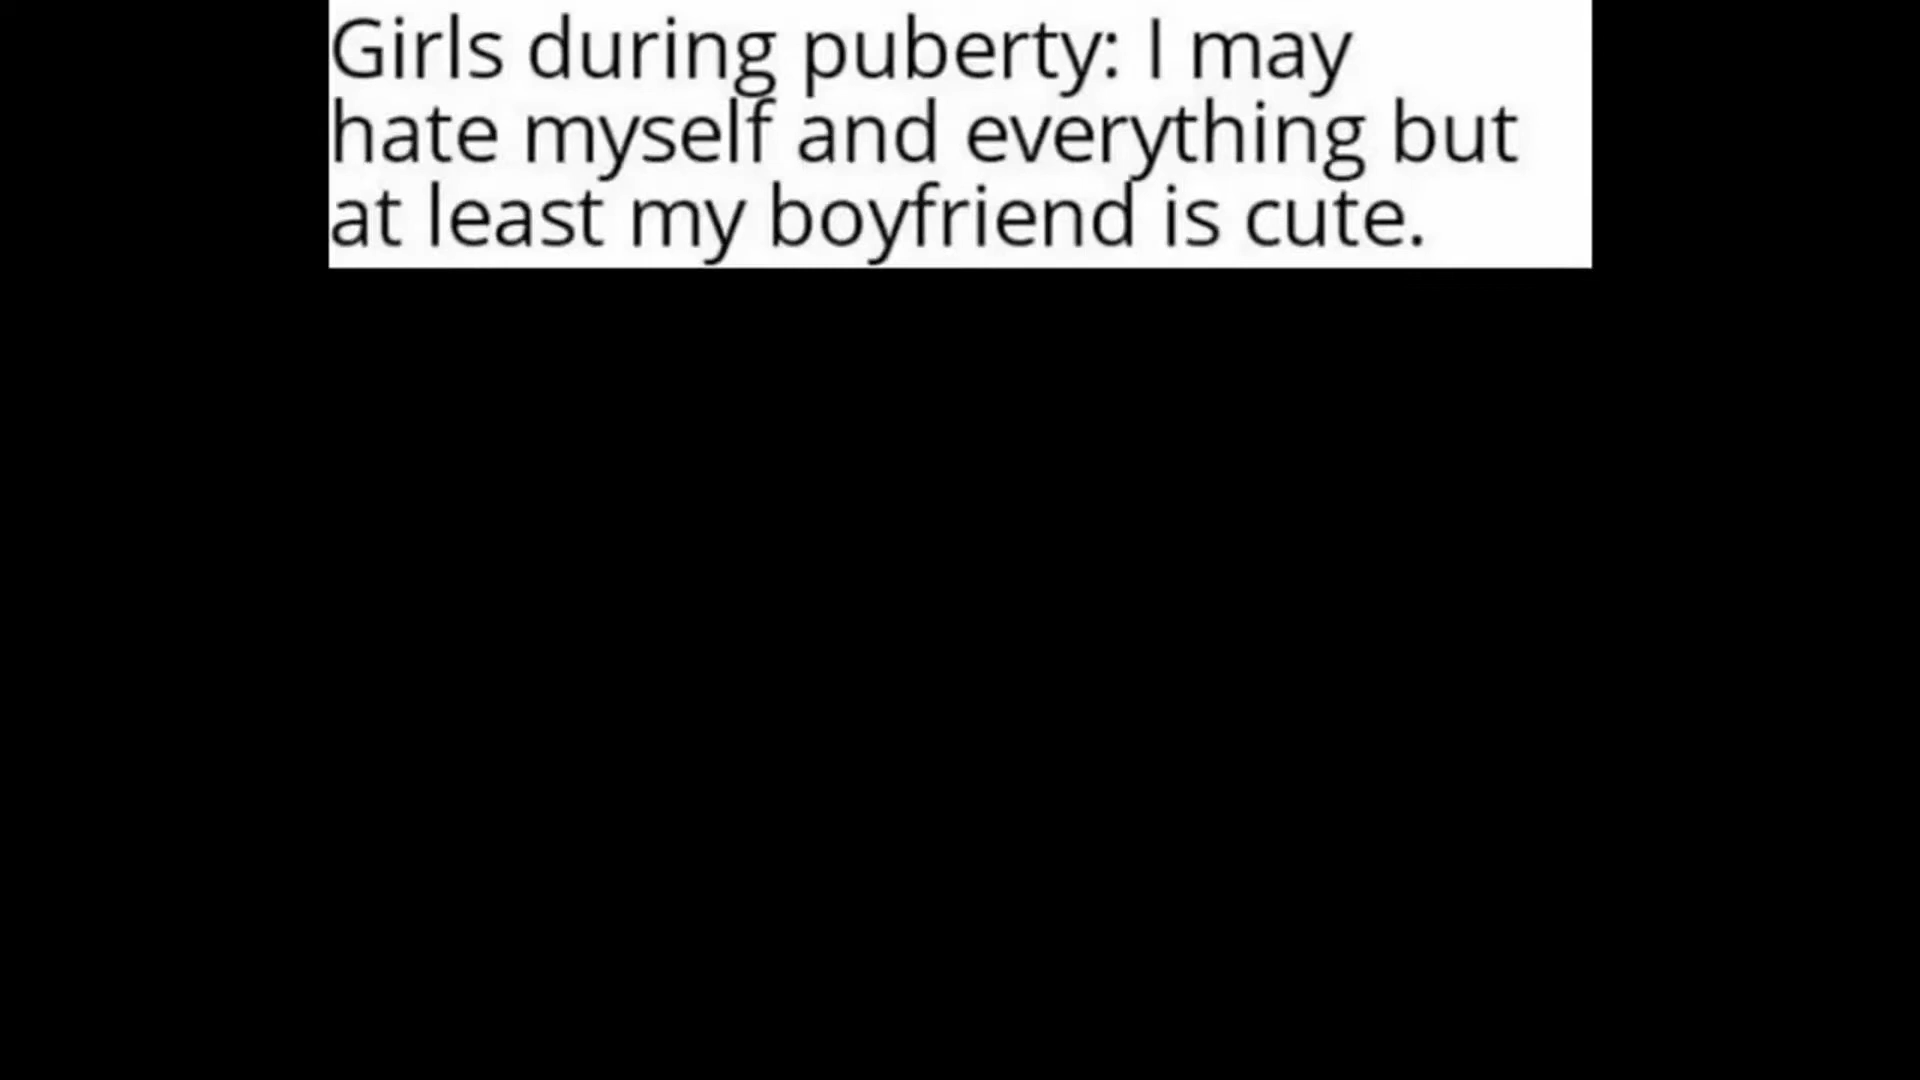 Girls during puberty: I may
hate myself and everything but
at least my boyfriend is cute.